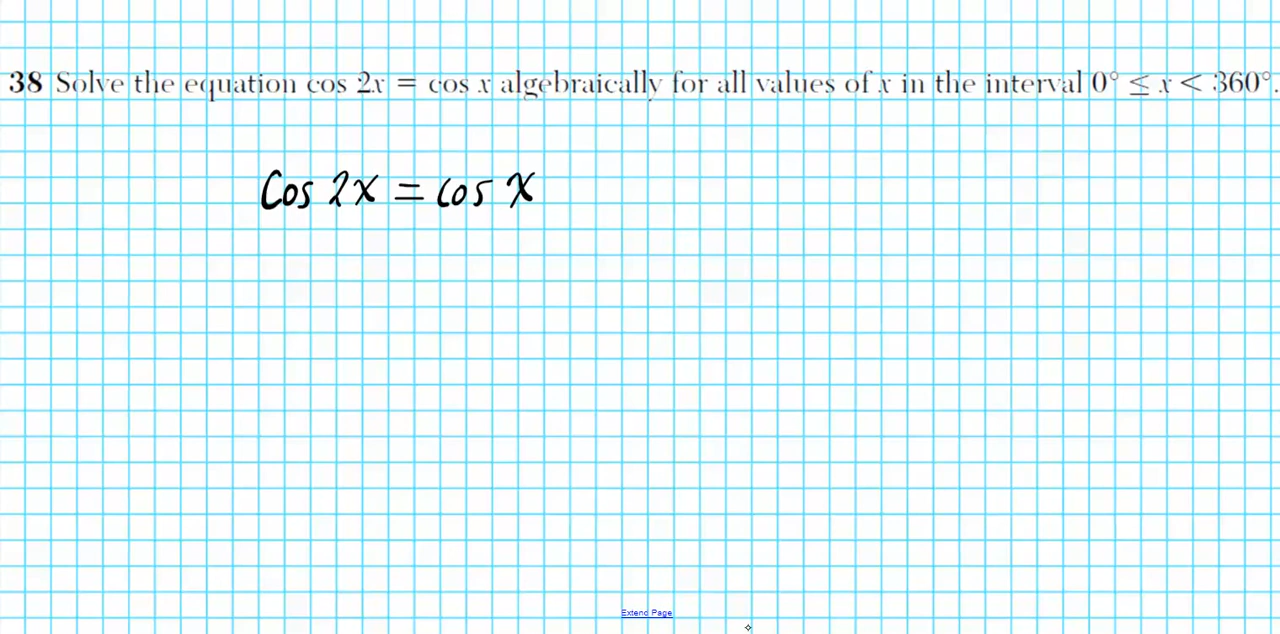 38 Solve the equation cos 2x = cos x algebraically for all values of x in the interval 0° ≤ x < 360°.
Cos 2x = cos x
Extend Page